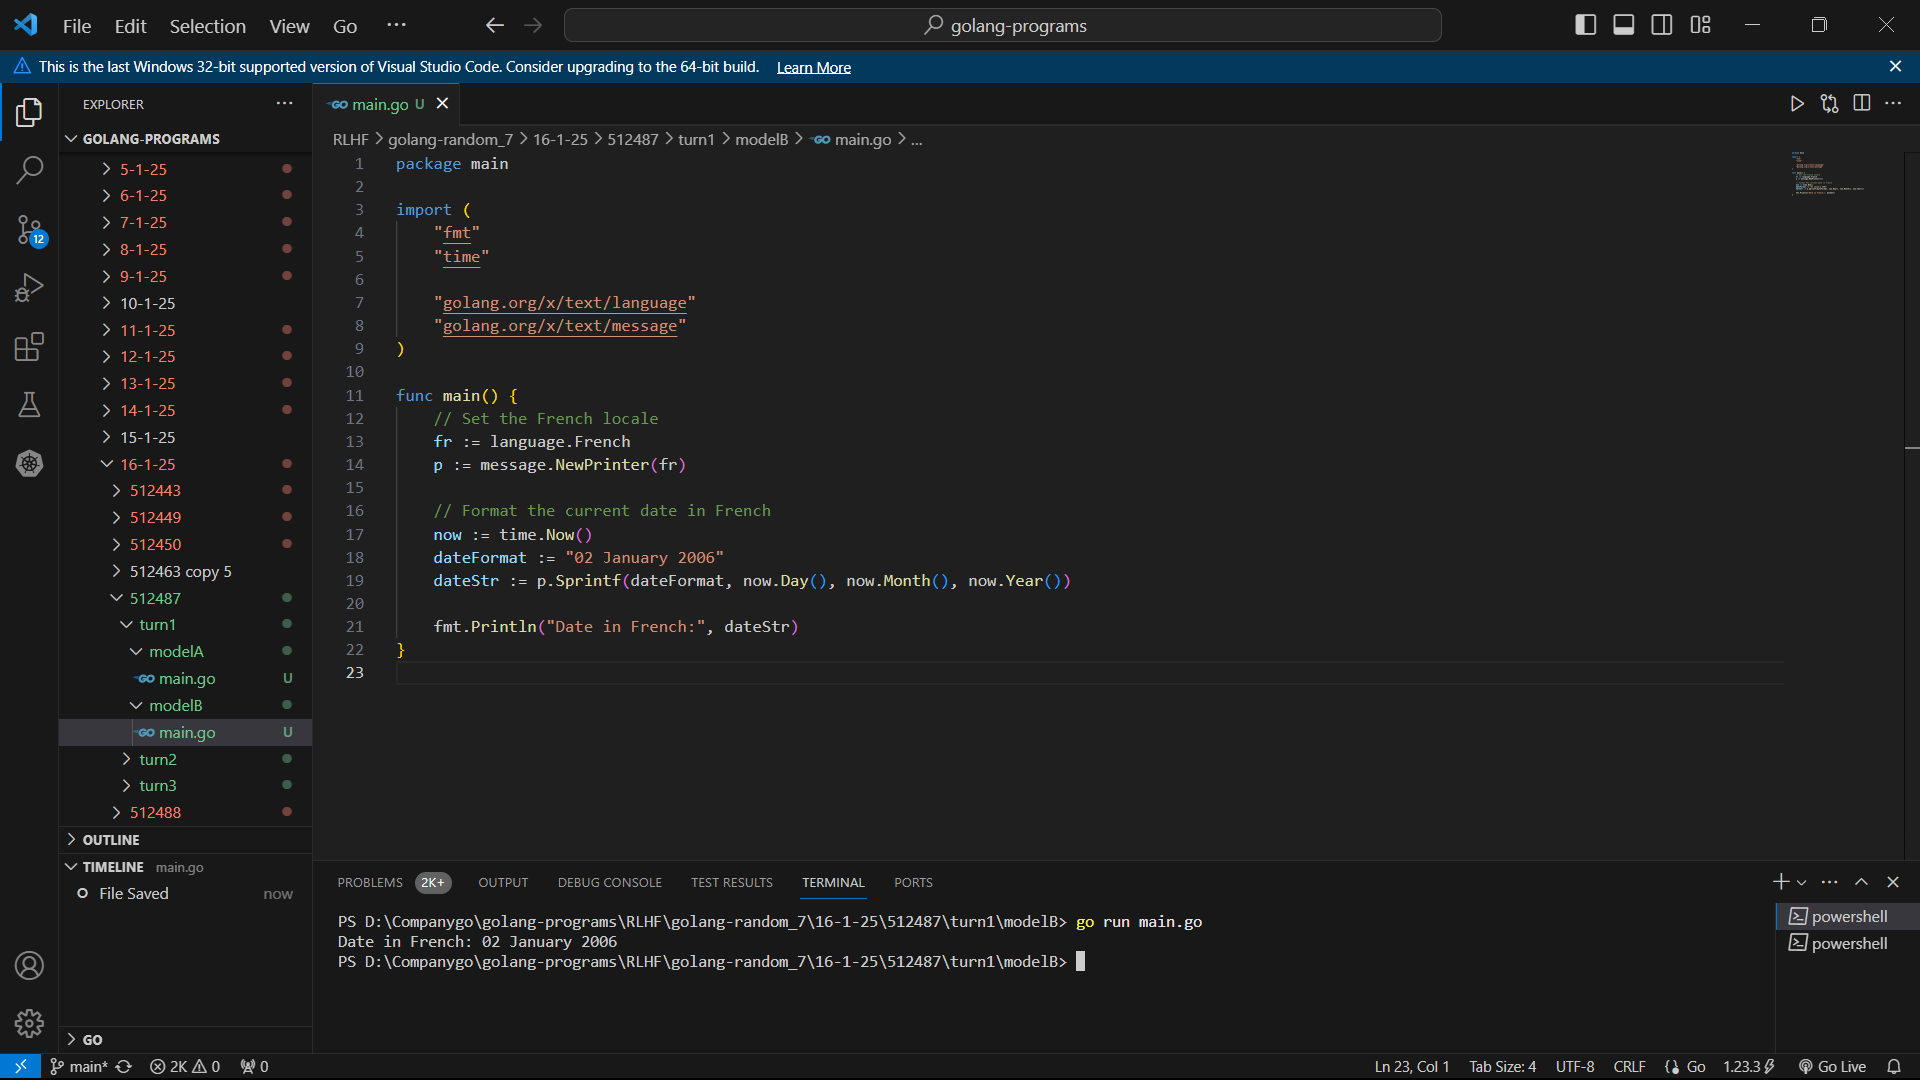 File Edit Selection View Go ··· golang-programs
This is the last Windows 32-bit supported version of Visual Studio Code. Consider upgrading to the 64-bit build. Learn More
EXPLORER
GOLANG-PROGRAMS
5-1-25
6-1-25
7-1-25
8-1-25
9-1-25
10-1-25
11-1-25
12-1-25
13-1-25
14-1-25
15-1-25
16-1-25
512443
512449
512450
512463 copy 5
512487
turn1
modelA
GO main.go U
modelB
GO main.go U
turn2
turn3
512488
OUTLINE
TIMELINE main.go
File Saved now
GO
12
GO main.go U
RLHF > golang-random_7 > 16-1-25 > 512487 > turn1 > modelB > GO main.go > ...
1 package main
2
3 import (
4 "fmt"
5 "time"
6
7 "golang.org/x/text/language"
8 "golang.org/x/text/message"
9 )
10
11 func main() {
12 // Set the French locale
13 fr := language.French
14 p := message.NewPrinter(fr)
15
16 // Format the current date in French
17 now := time.Now()
18 dateFormat := "02 January 2006"
19 dateStr := p.Sprintf(dateFormat, now.Day(), now.Month(), now.Year())
20
21 fmt.Println("Date in French:", dateStr)
22 }
23
PROBLEMS 2K+ OUTPUT DEBUG CONSOLE TEST RESULTS TERMINAL PORTS
PS D:\Companygo\golang-programs\RLHF\golang-random_7\16-1-25\512487\turn1\modelB> go run main.go
Date in French: 02 January 2006
PS D:\Companygo\golang-programs\RLHF\golang-random_7\16-1-25\512487\turn1\modelB>
powershell
powershell
main* 2K 0 0 Ln 23, Col 1 Tab Size: 4 UTF-8 CRLF Go 1.23.3 Go Live